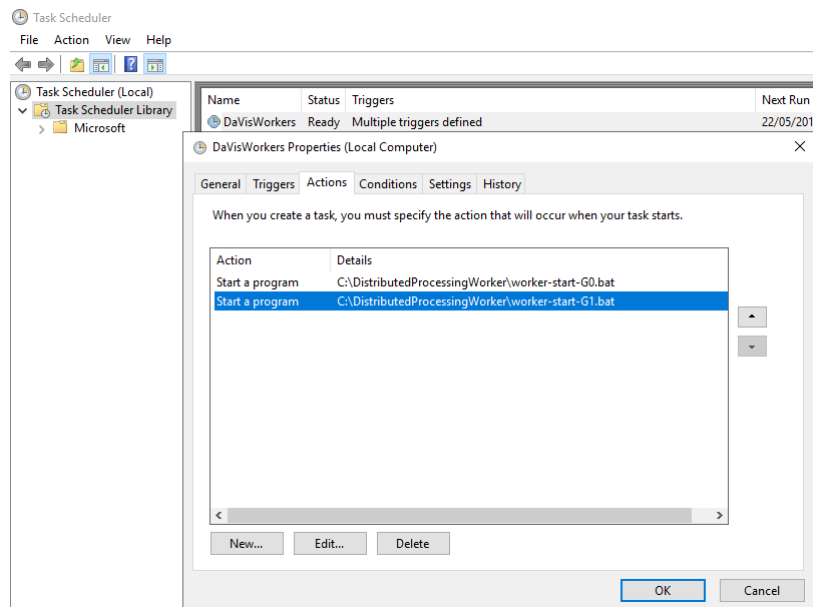 Task Scheduler
File Action View Help
Task Scheduler (Local)
Task Scheduler Library
Microsoft
Name Status Triggers Next Run
DaVisWorkers Ready Multiple triggers defined 22/05/201
DaVisWorkers Properties (Local Computer)
General Triggers Actions Conditions Settings History
When you create a task, you must specify the action that will occur when your task starts.
Action Details
Start a program C:\DistributedProcessingWorker\worker-start-G0.bat
Start a program C:\DistributedProcessingWorker\worker-start-G1.bat
New... Edit... Delete
OK Cancel